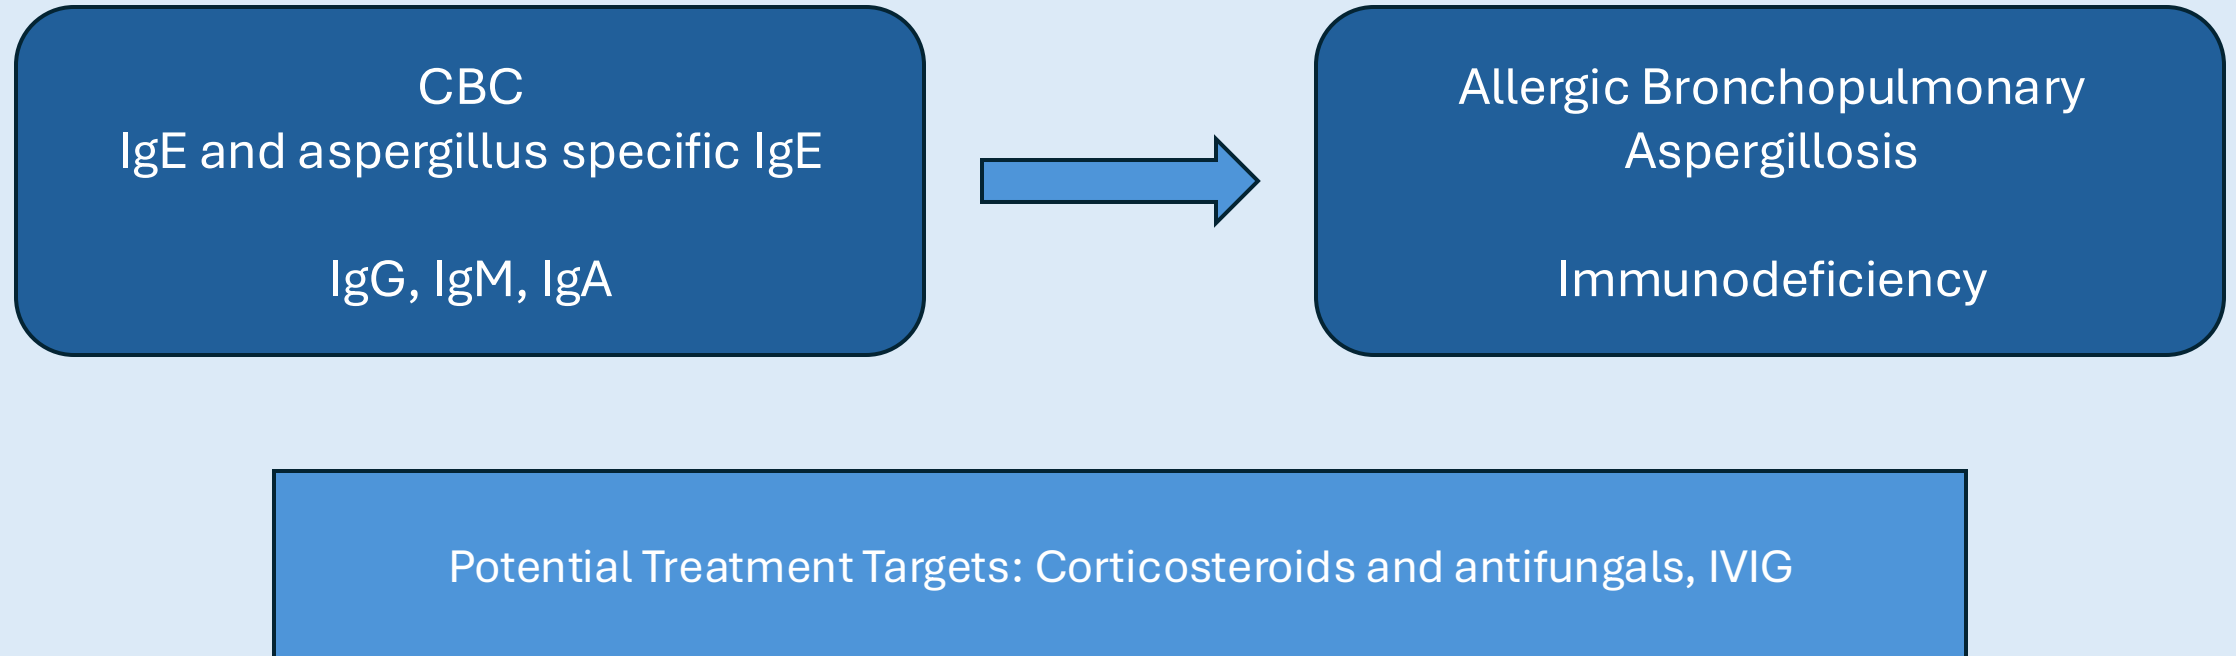 CBC
IgE and aspergillus specific IgE
IgG, IgM, IgA
Allergic Bronchopulmonary
Aspergillosis
Immunodeficiency
Potential Treatment Targets: Corticosteroids and antifungals, IVIG